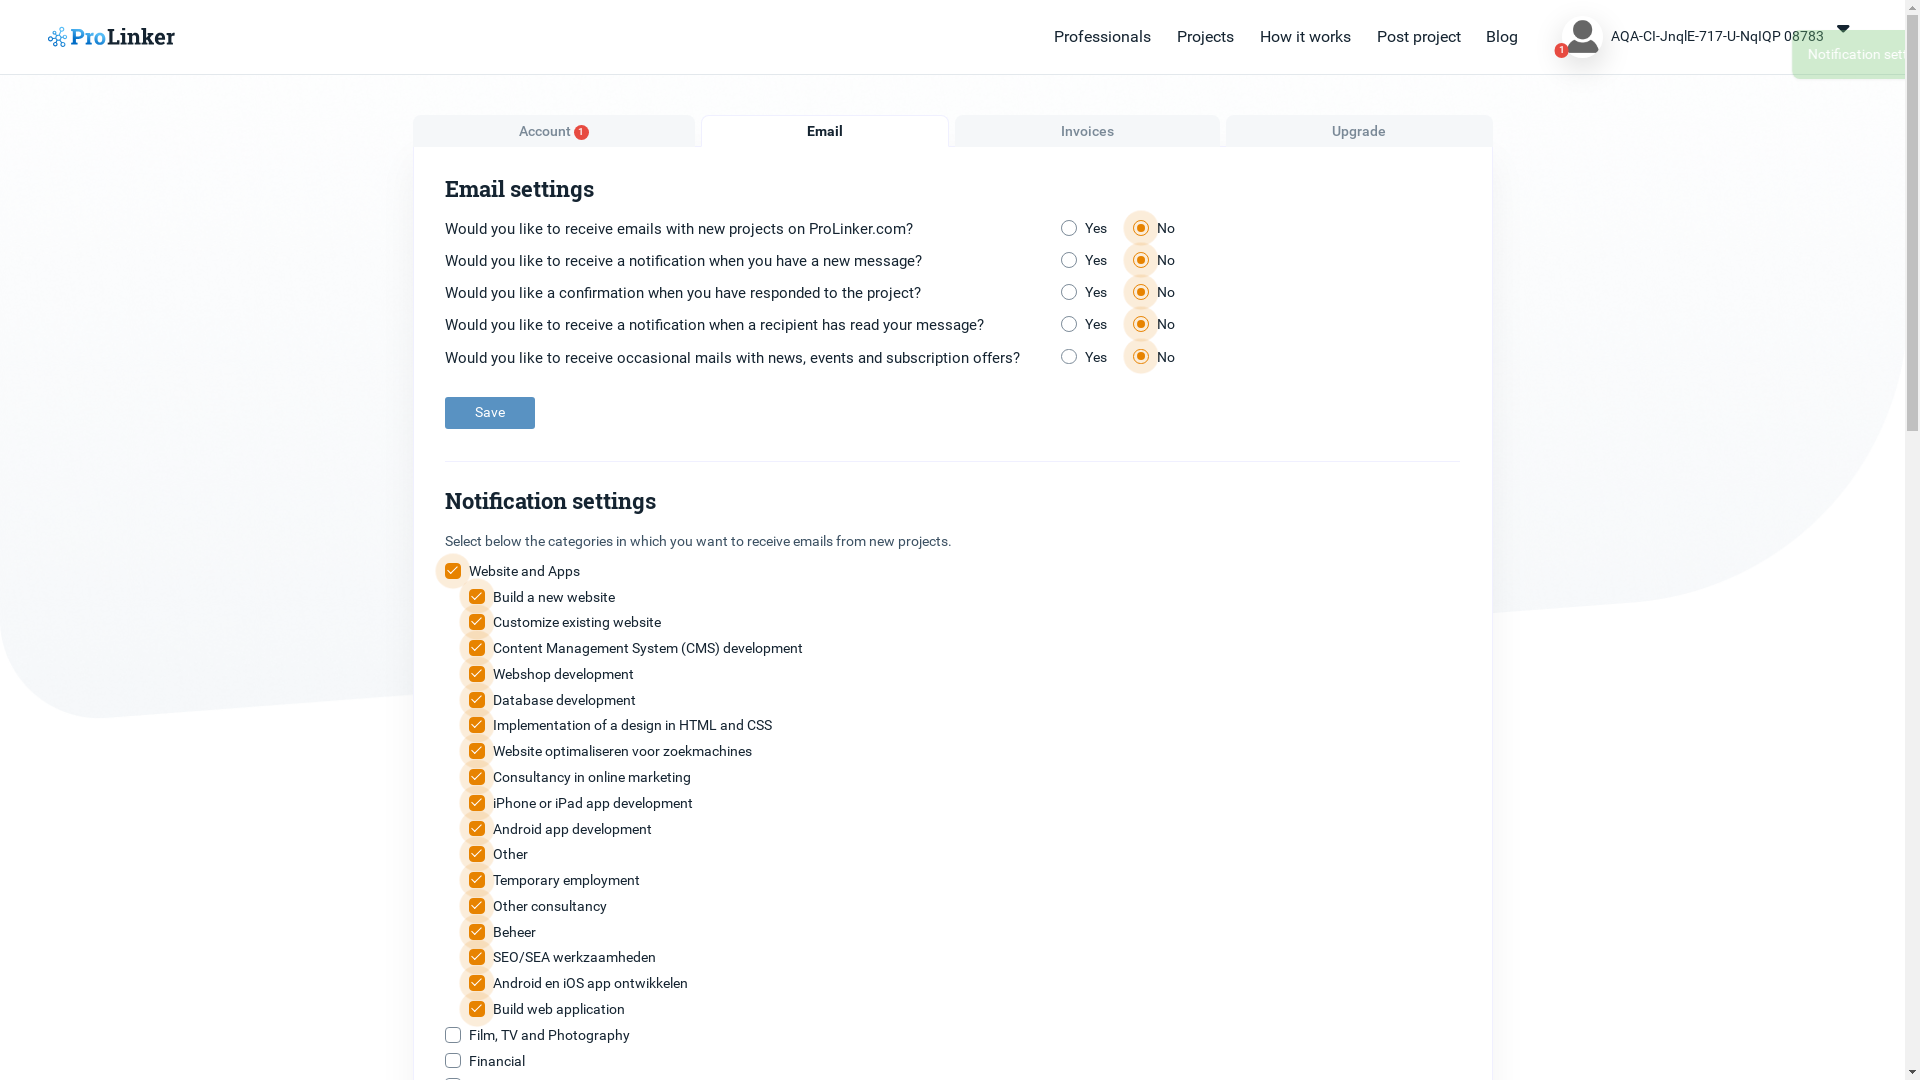 ProLinker
Professionals
Projects
How it works
Post project
Blog
1
AQA-CI-JnqlE-717-U-NqIQP 08783
Notification
Account 1
Email
Invoices
Upgrade
Email settings
Would you like to receive emails with new projects on ProLinker.com? Yes No
Would you like to receive a notification when you have a new message? Yes No
Would you like a confirmation when you have responded to the project? Yes No
Would you like to receive a notification when a recipient has read your message? Yes No
Would you like to receive occasional mails with news, events and subscription offers? Yes No
Save
Notification settings
Select below the categories in which you want to receive emails from new projects.
Website and Apps
Build a new website
Customize existing website
Content Management System (CMS) development
Webshop development
Database development
Implementation of a design in HTML and CSS
Website optimaliseren voor zoekmachines
Consultancy in online marketing
iPhone or iPad app development
Android app development
Other
Temporary employment
Other consultancy
Beheer
SEO/SEA werkzaamheden
Android en iOS app ontwikkelen
Build web application
Film, TV and Photography
Financial